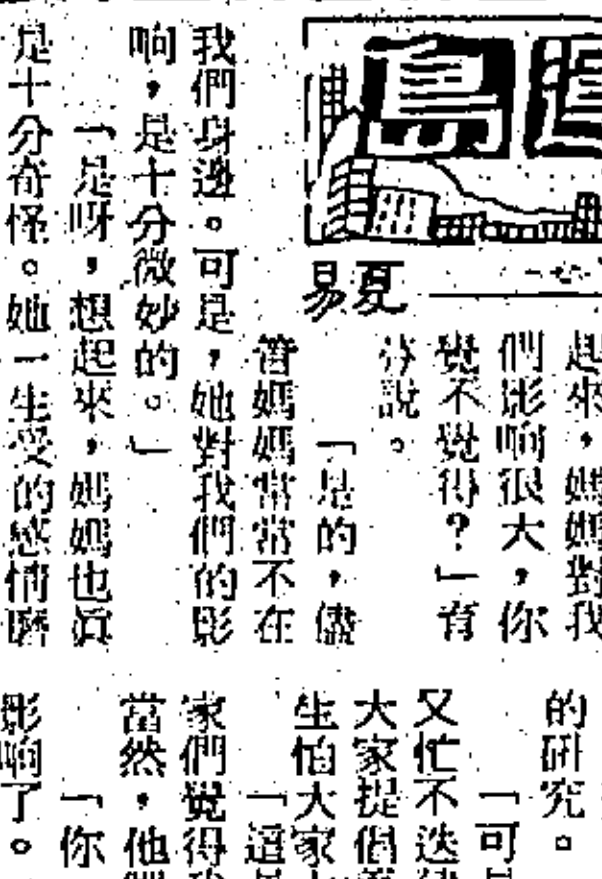 夏易
起來，媽媽對我
們影响很大，你
覺不覺得？」育
芬說。
「是的，儘
管媽媽常常不在
我們身邊。可是，她對我們的影
响，是十分微妙的。」
「是呀，想起來，媽媽也真
是十分奇怪。她一生受的感情磨
的研究。
「可
又忙不迭
大家提倡
生怕大家
「這
家們覺得
當然，他
「你
影响了。